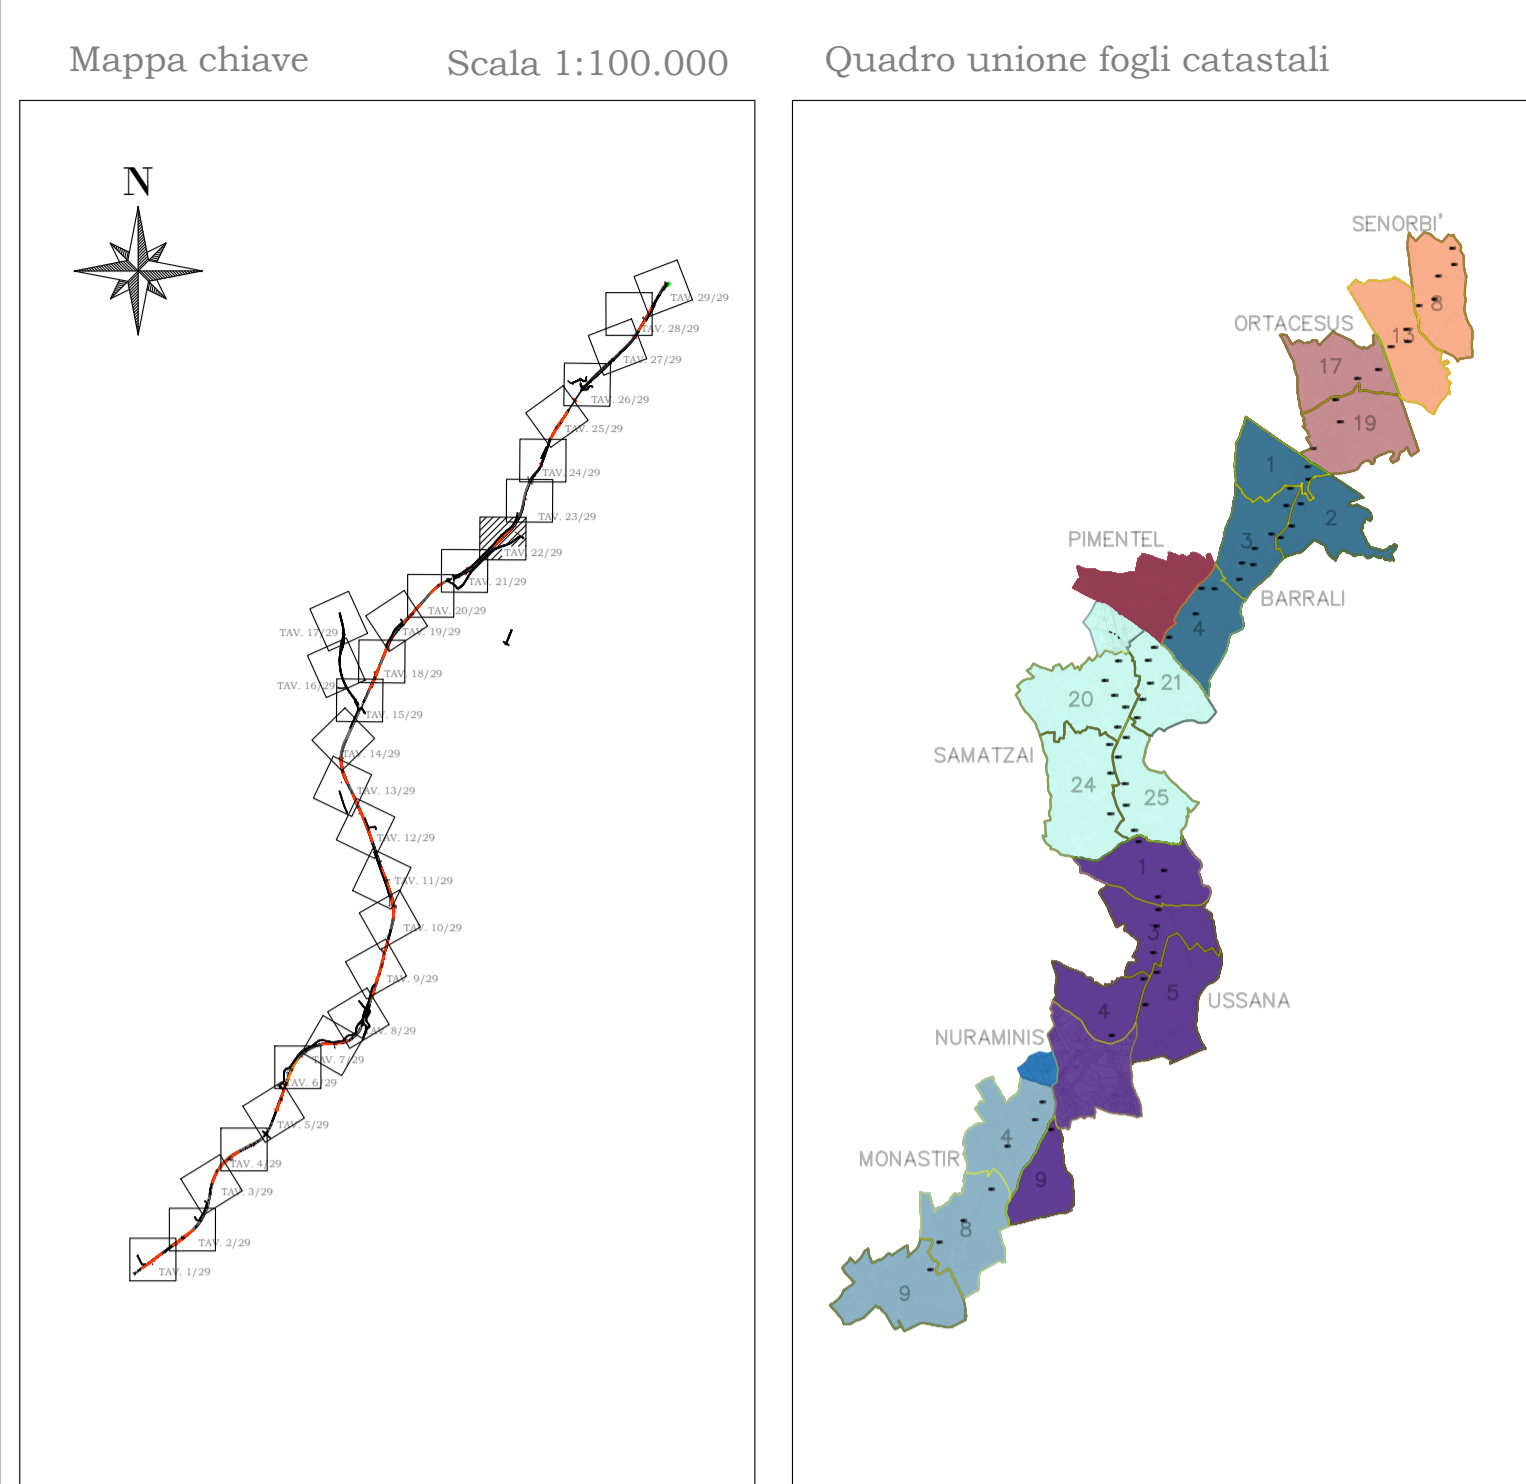 Mappa chiave
Scala 1:100.000
N
TAV. 29/29
TAV. 28/29
TAV. 27/29
TAV. 26/29
TAV. 25/29
TAV. 24/29
TAV. 23/29
TAV. 22/29
TAV. 21/29
TAV. 20/29
TAV. 19/29
TAV. 17/29
TAV. 18/29
TAV. 16/29
TAV. 15/29
TAV. 14/29
TAV. 13/29
TAV. 12/29
TAV. 11/29
TAV. 10/29
TAV. 9/29
TAV. 8/29
TAV. 7/29
TAV. 6/29
TAV. 5/29
TAV. 4/29
TAV. 3/29
TAV. 2/29
TAV. 1/29
Quadro unione fogli catastali
SENORBI'
8
13
ORTACESUS
17
19
1
2
3
PIMENTEL
BARRALI
4
21
20
SAMATZAI
24
25
1
3
5
USSANA
4
NURAMINIS
4
MONASTIR
9
8
9